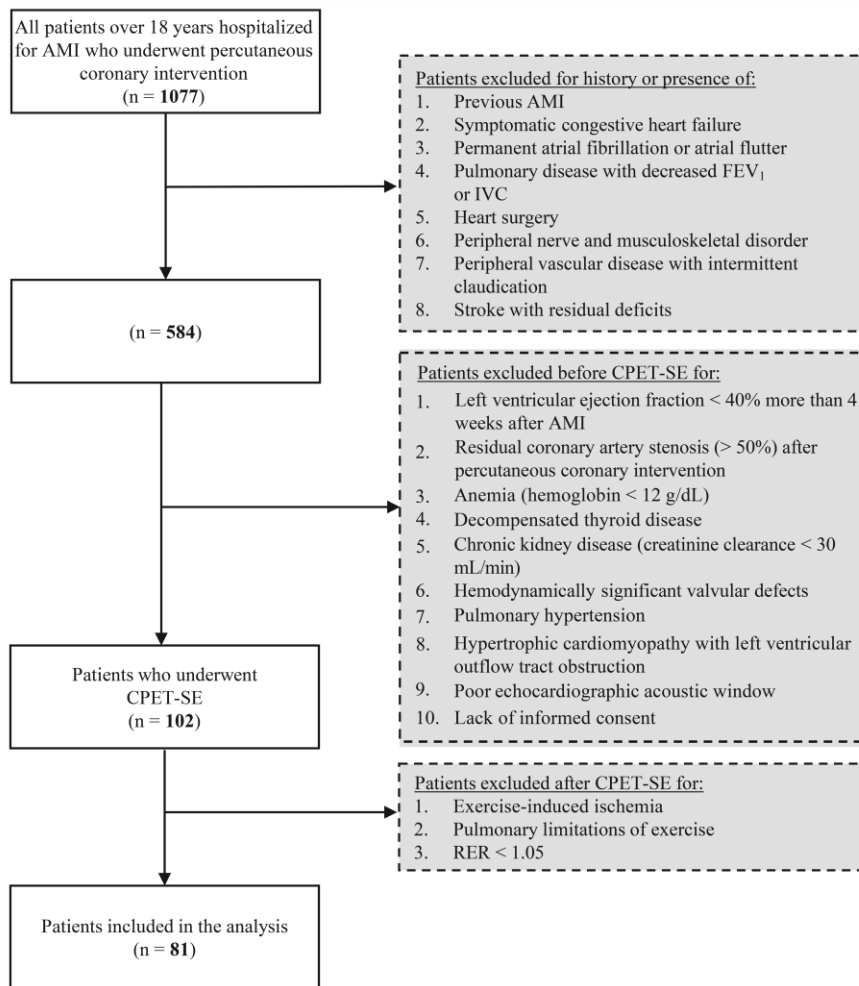 All patients over 18 years hospitalized
for AMI who underwent percutaneous
coronary intervention
(n = 1077)
Patients excluded for history or presence of:
1. Previous AMI
2. Symptomatic congestive heart failure
3. Permanent atrial fibrillation or atrial flutter
4. Pulmonary disease with decreased FEV₁
or IVC
5. Heart surgery
6. Peripheral nerve and musculoskeletal disorder
7. Peripheral vascular disease with intermittent
claudication
8. Stroke with residual deficits
(n = 584)
Patients excluded before CPET-SE for:
1. Left ventricular ejection fraction < 40% more than 4
weeks after AMI
2. Residual coronary artery stenosis (> 50%) after
percutaneous coronary intervention
3. Anemia (hemoglobin < 12 g/dL)
4. Decompensated thyroid disease
5. Chronic kidney disease (creatinine clearance < 30
mL/min)
6. Hemodynamically significant valvular defects
7. Pulmonary hypertension
8. Hypertrophic cardiomyopathy with left ventricular
outflow tract obstruction
9. Poor echocardiographic acoustic window
10. Lack of informed consent
Patients who underwent
CPET-SE
(n = 102)
Patients excluded after CPET-SE for:
1. Exercise-induced ischemia
2. Pulmonary limitations of exercise
3. RER < 1.05
Patients included in the analysis
(n = 81)